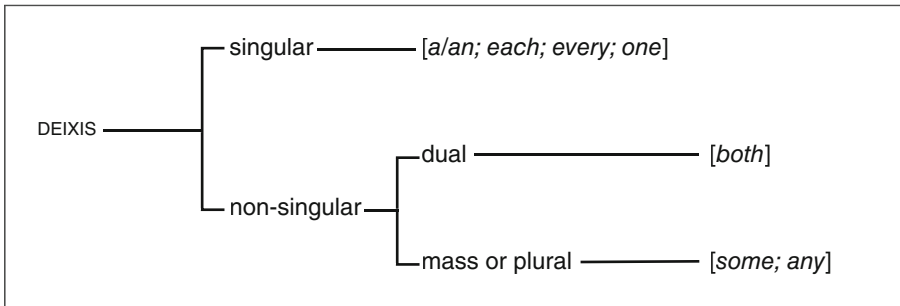 singular [a/an; each; every; one]
DEIXIS
dual [both]
non-singular
mass or plural [some; any]